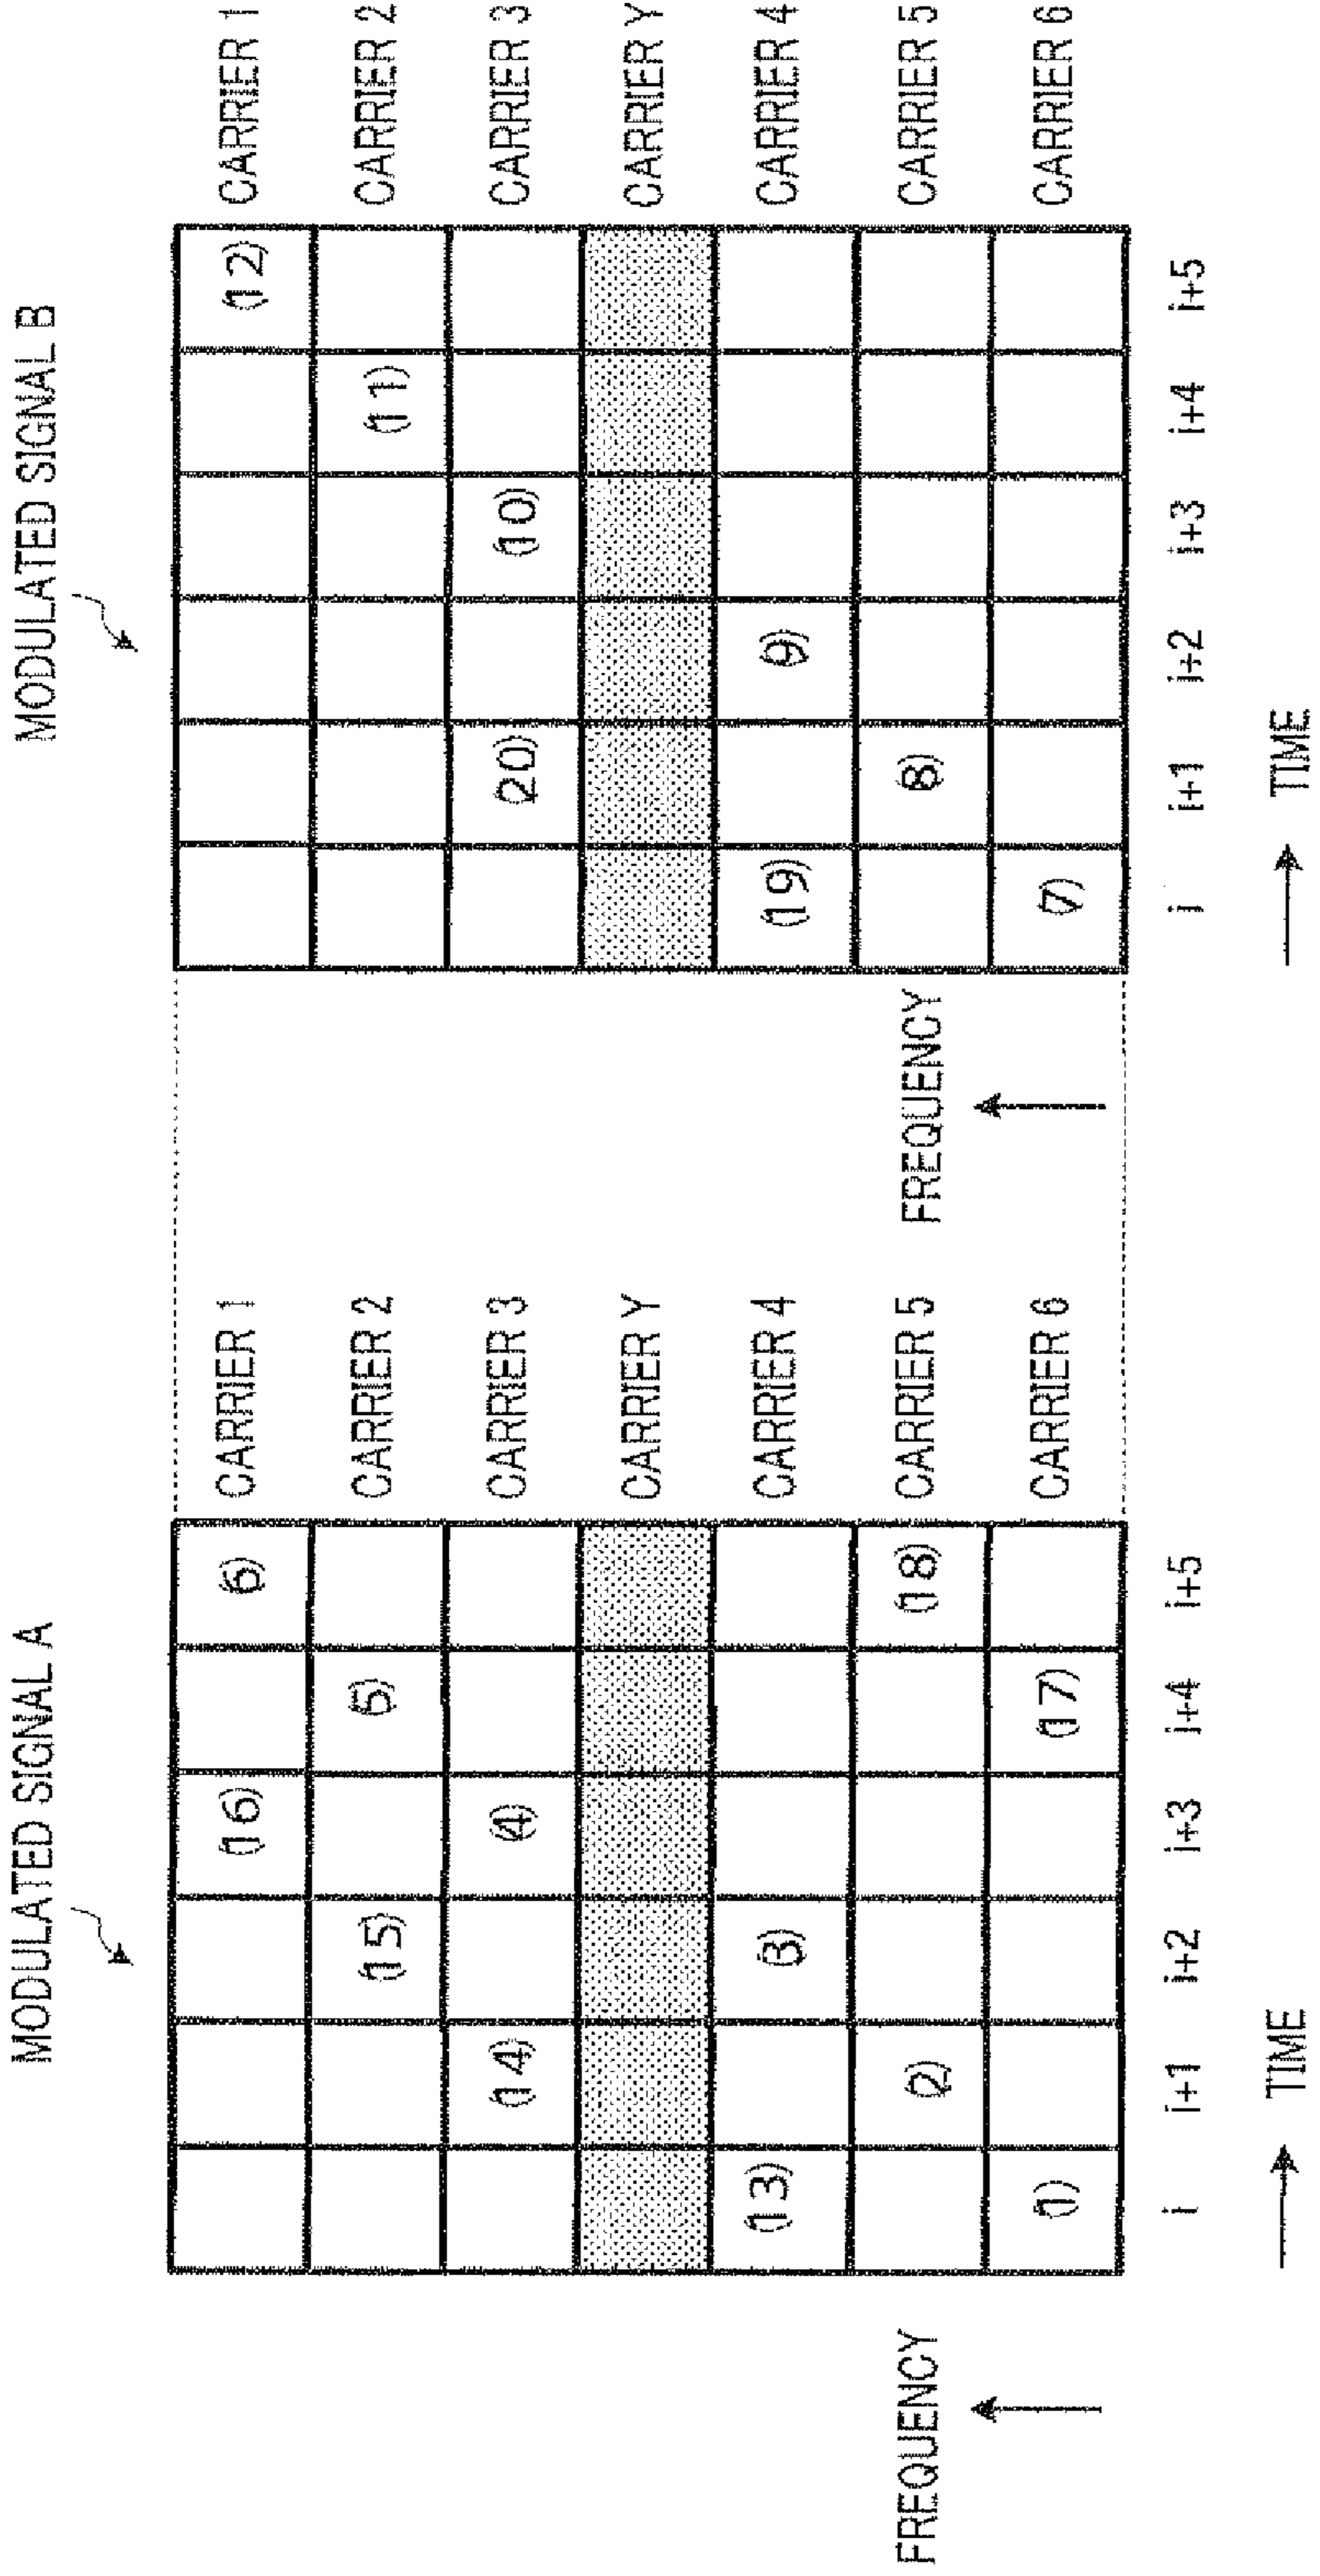 MODULATED SIGNAL A
(16) (6) CARRIER 1
(15) (5) CARRIER 2
(14) (4) CARRIER 3
CARRIER Y
(13) (3) CARRIER 4
(2) (18) CARRIER 5
(1) (17) CARRIER 6
FREQUENCY
i i+1 i+2 i+3 i+4 i+5
TIME
MODULATED SIGNAL B
(12) CARRIER 1
(11) CARRIER 2
(20) (10) CARRIER 3
CARRIER Y
(19) (9) CARRIER 4
(8) CARRIER 5
(7) CARRIER 6
FREQUENCY
i i+1 i+2 i+3 i+4 i+5
TIME